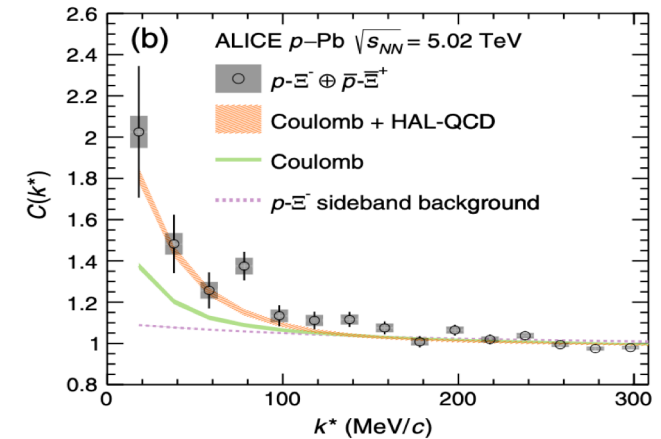 (b)
ALICE p–Pb √sNN = 5.02 TeV
p-Ξ⁻ ⊕ p̅-Ξ̅⁺
Coulomb + HAL-QCD
Coulomb
p-Ξ⁻ sideband background
C(k*)
2.6
2.4
2.2
2
1.8
1.6
1.4
1.2
1
0.8
0 100 200 300
k* (MeV/c)